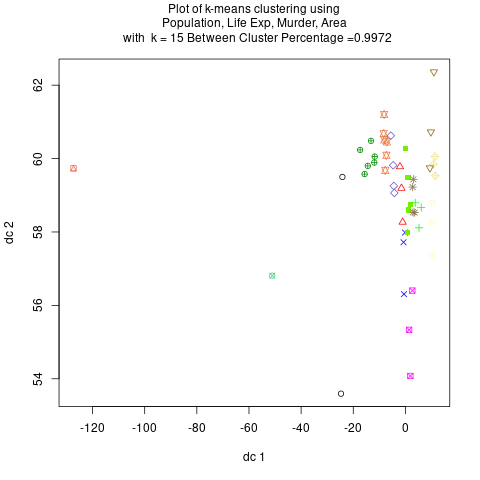 Plot of k-means clustering using
Population, Life Exp, Murder, Area
with k = 15 Between Cluster Percentage =0.9972
62
60
58
56
54
dc 2
-120
-100
-80
-60
-40
-20
0
dc 1